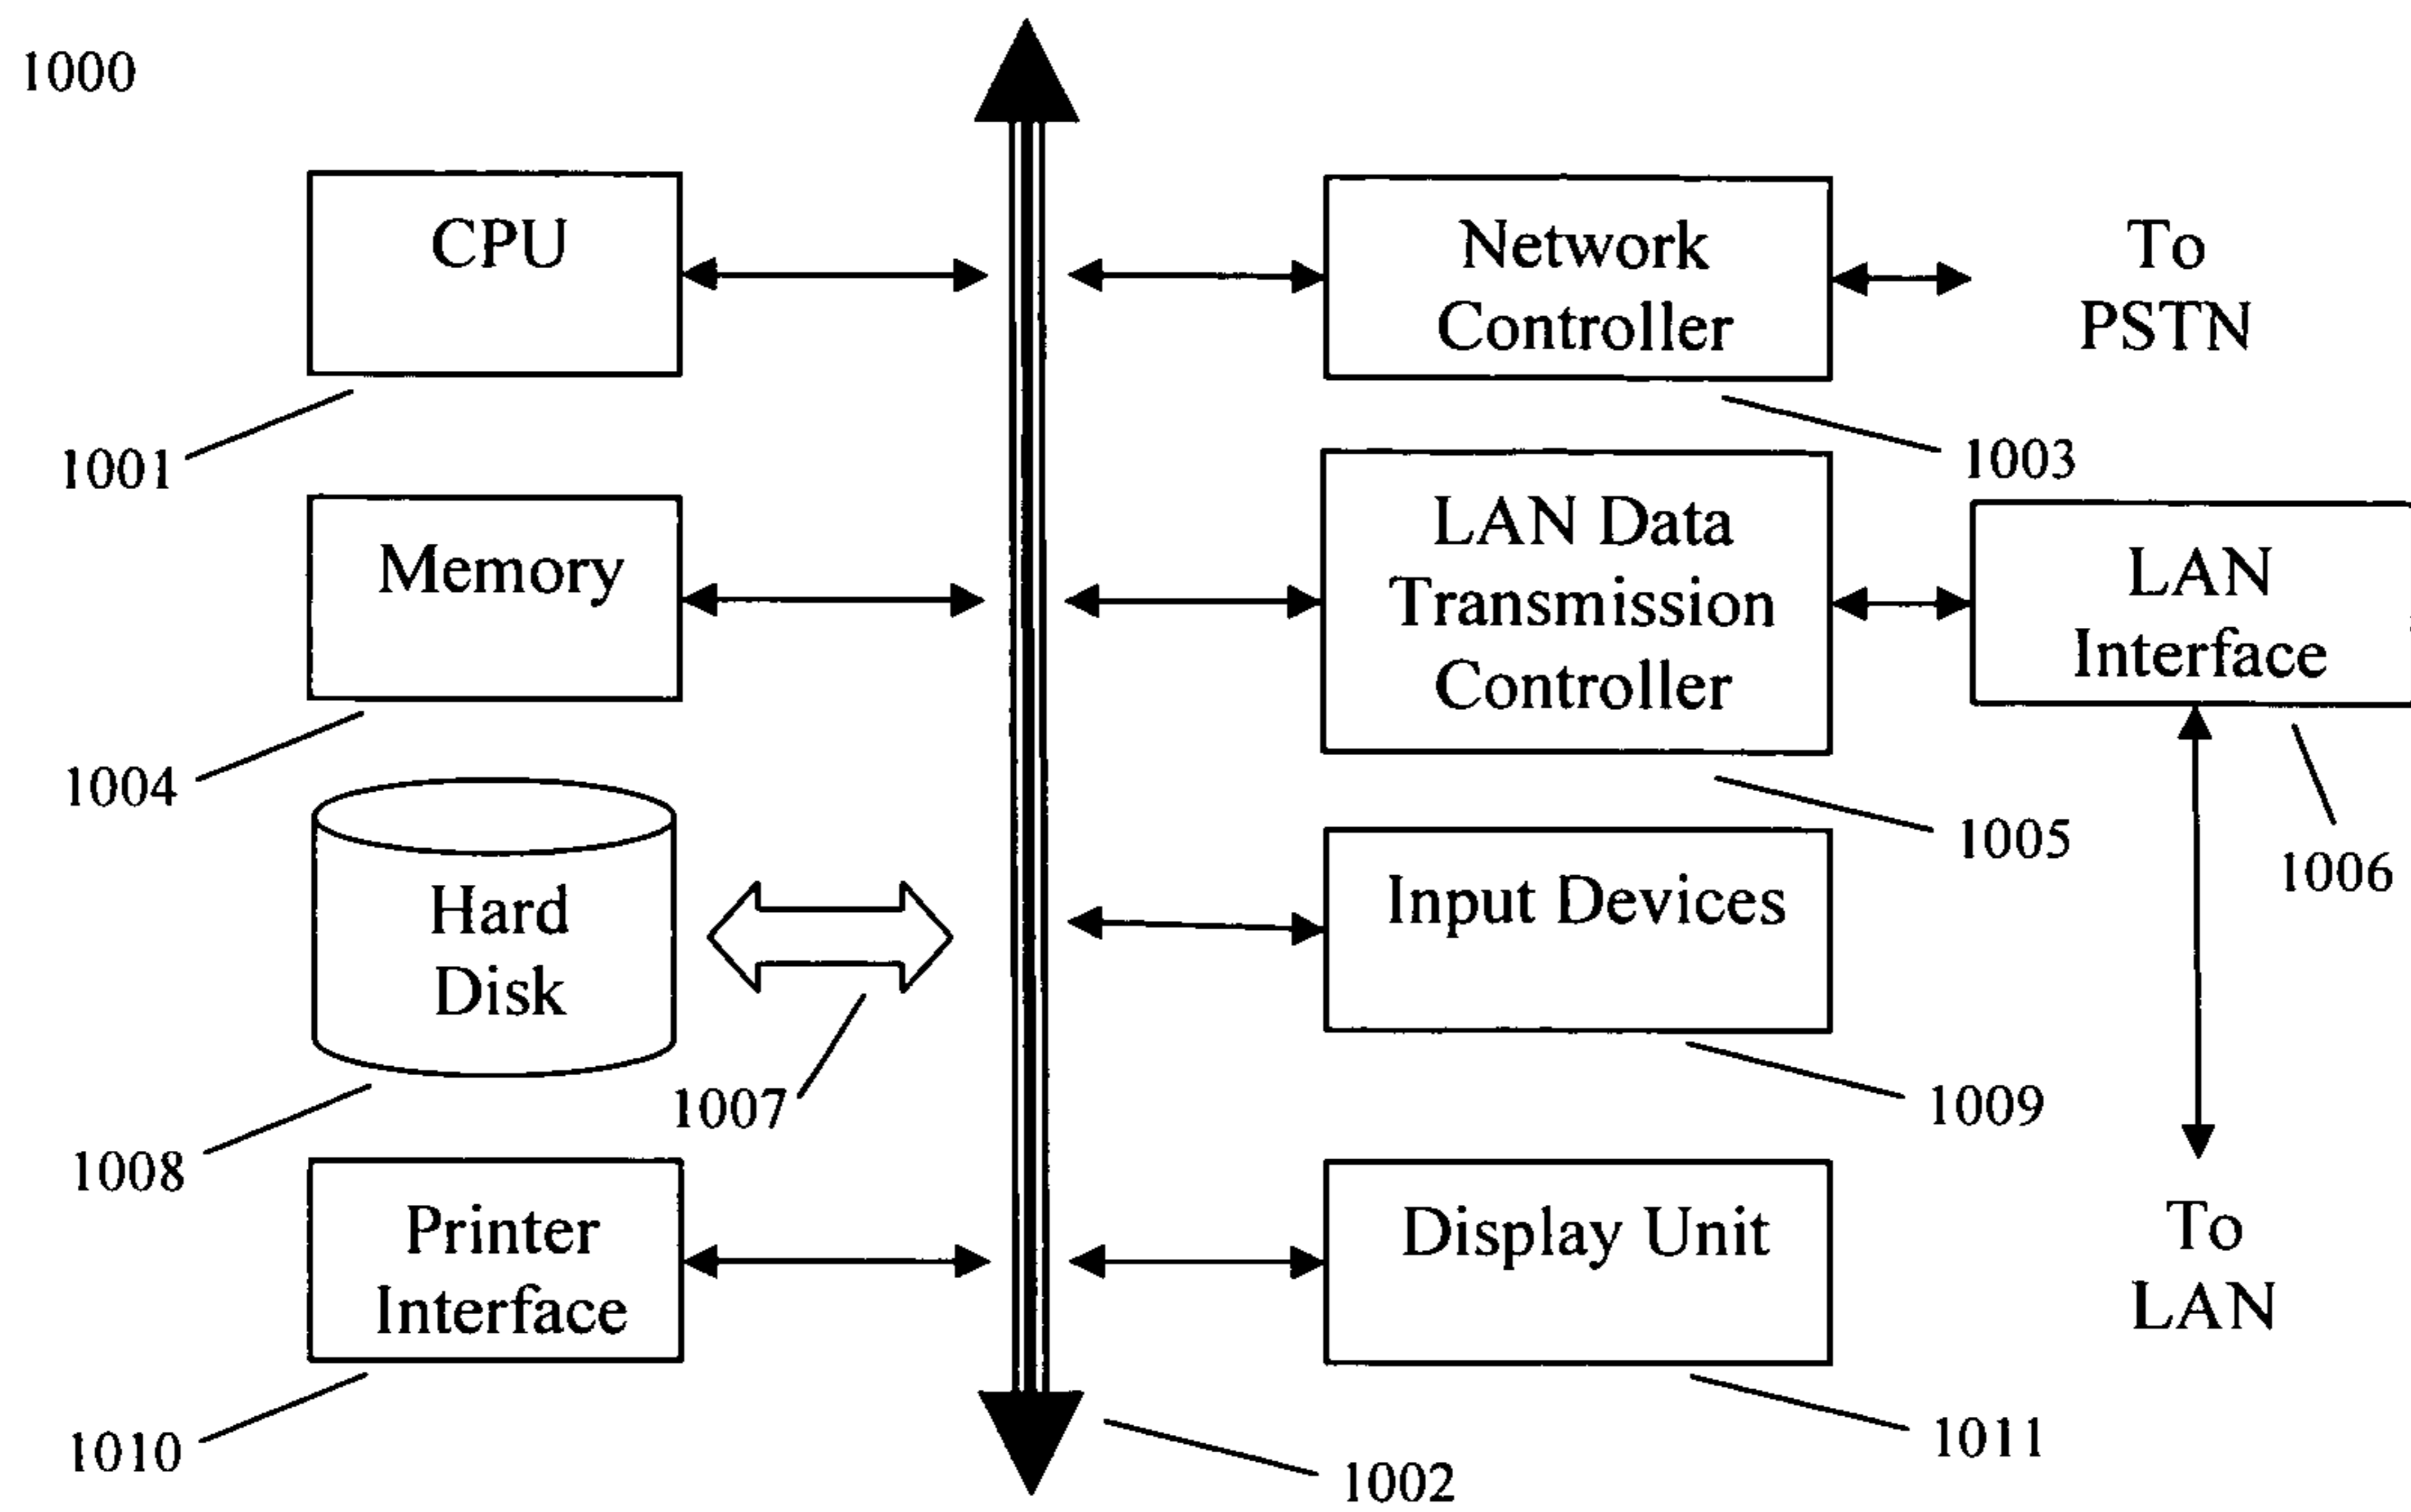 1000
CPU
1001
Network
Controller
1003
To
PSTN
Memory
1004
LAN Data
Transmission
Controller
1005
LAN
Interface
1006
Hard
Disk
1008
1007
Input Devices
1009
Printer
Interface
1010
Display Unit
1011
To
LAN
1002